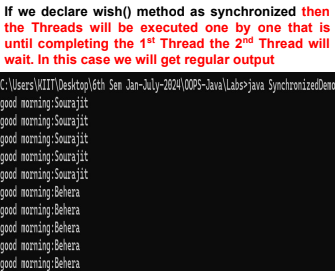 If we declare wish() method as synchronized then
the Threads will be executed one by one that is
until completing the 1st Thread the 2nd Thread will
wait. In this case we will get regular output
C:\Users\KIIT\Desktop\6th Sem Jan-July-2024\OOPS-Java\Labs>java SynchronizedDemo
good morning:Sourajit
good morning:Sourajit
good morning:Sourajit
good morning:Sourajit
good morning:Sourajit
good morning:Behera
good morning:Behera
good morning:Behera
good morning:Behera
good morning:Behera